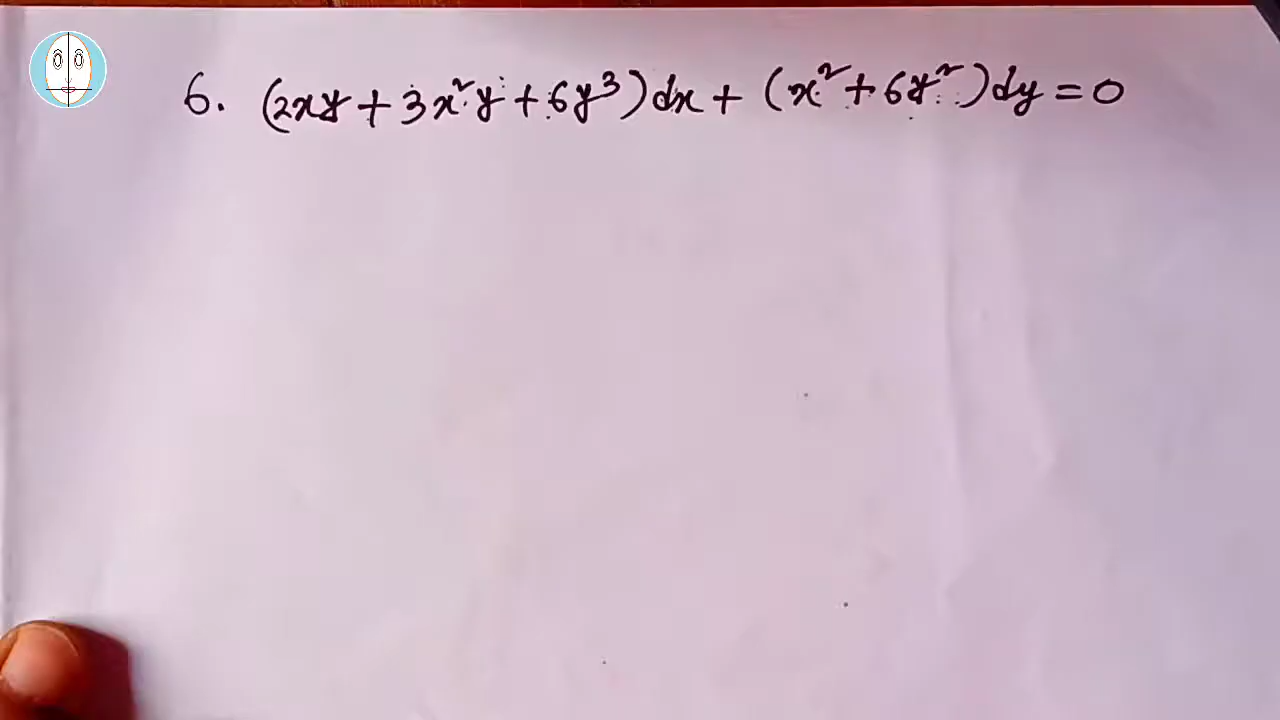 6. (2xy + 3x²y + 6y³)dx + (x² + 6y²)dy = 0